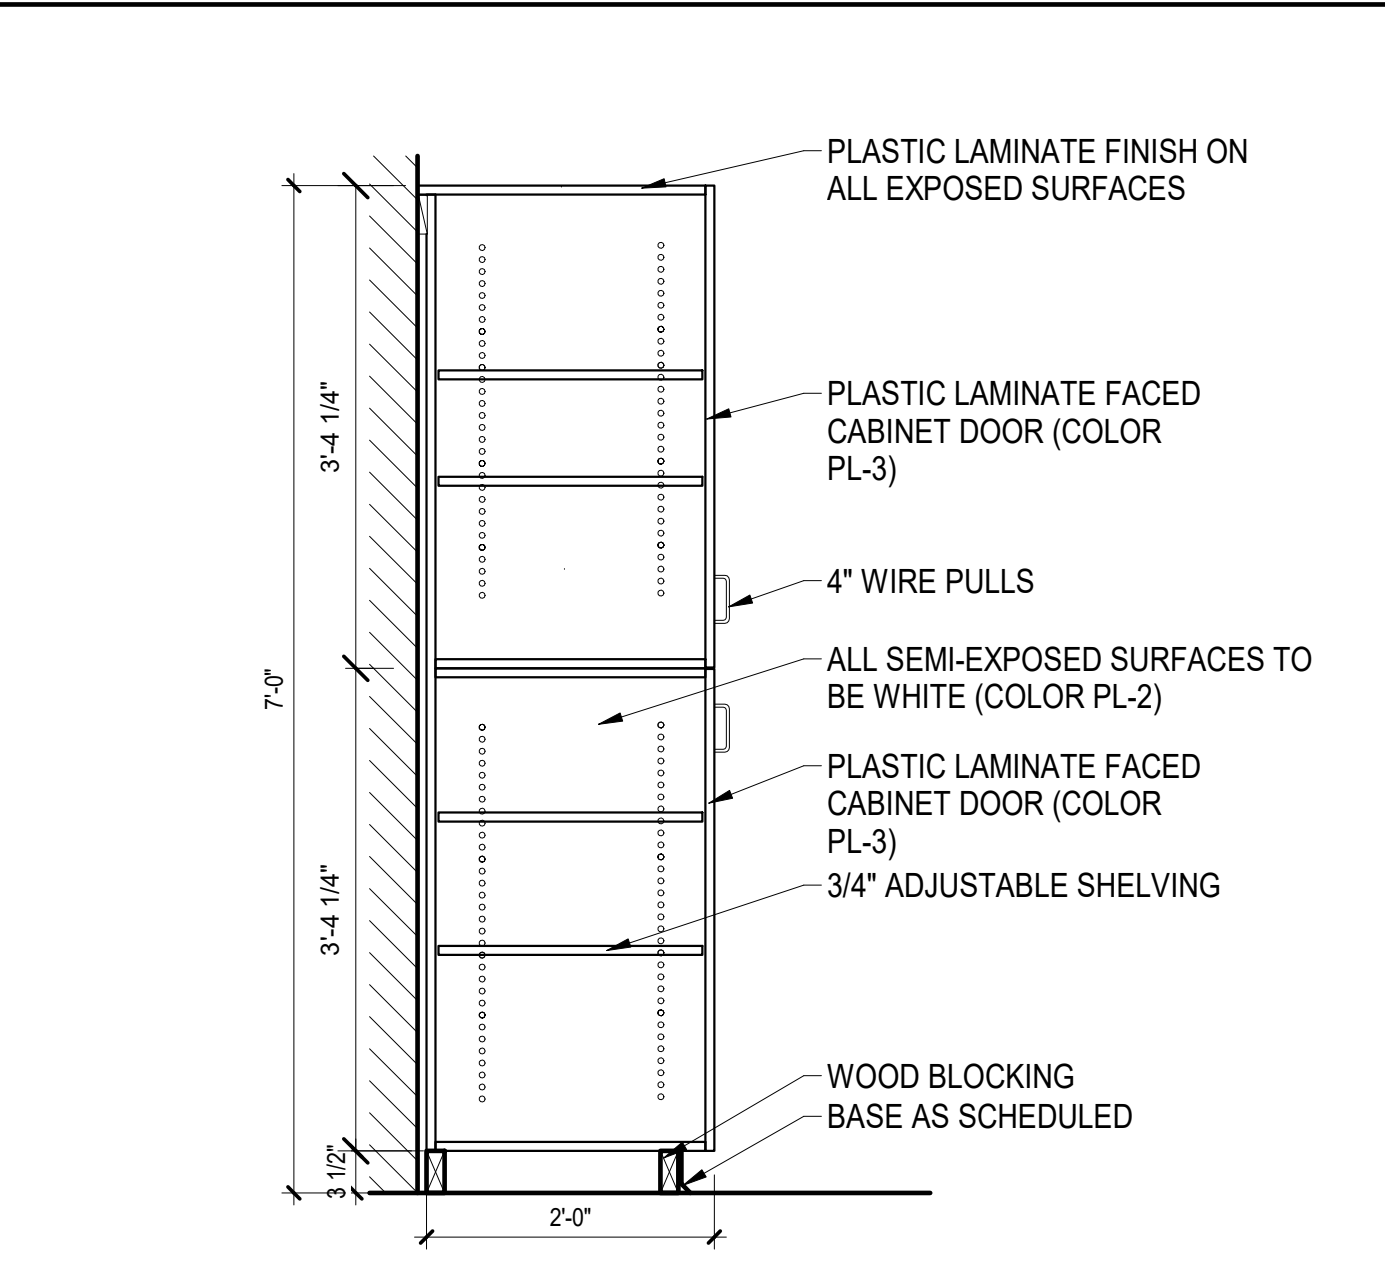 PLASTIC LAMINATE FINISH ON
ALL EXPOSED SURFACES
PLASTIC LAMINATE FACED
CABINET DOOR (COLOR
PL-3)
3'-4 1/4"
4" WIRE PULLS
ALL SEMI-EXPOSED SURFACES TO
BE WHITE (COLOR PL-2)
7'-0"
PLASTIC LAMINATE FACED
CABINET DOOR (COLOR
PL-3)
3/4" ADJUSTABLE SHELVING
3'-4 1/4"
WOOD BLOCKING
BASE AS SCHEDULED
3 1/2"
2'-0"